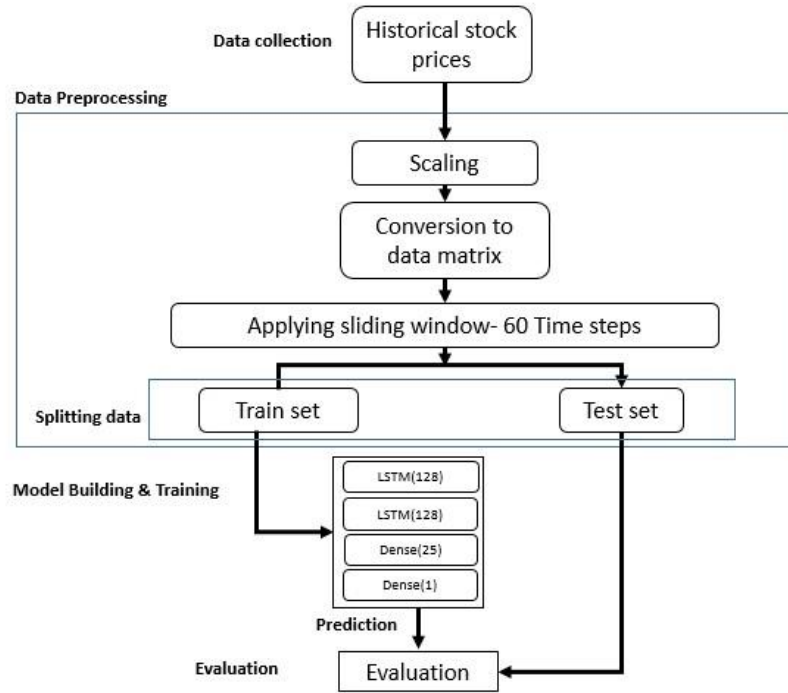 Data collection
Historical stock
prices
Data Preprocessing
Scaling
Conversion to
data matrix
Applying sliding window- 60 Time steps
Splitting data
Train set
Test set
Model Building & Training
LSTM(128)
LSTM(128)
Dense(25)
Dense(1)
Prediction
Evaluation
Evaluation